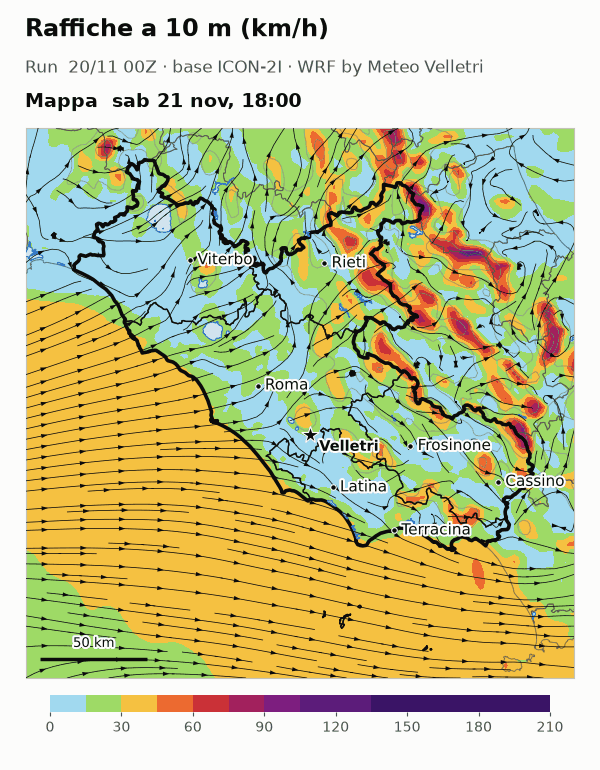 Raffiche a 10 m (km/h)
Run  20/11 00Z · base ICON-2I · WRF by Meteo Velletri
Mappa  sab 21 nov, 18:00
Viterbo
Rieti
Roma
Velletri
Frosinone
Cassino
Latina
Terracina
50 km
0 30 60 90 120 150 180 210